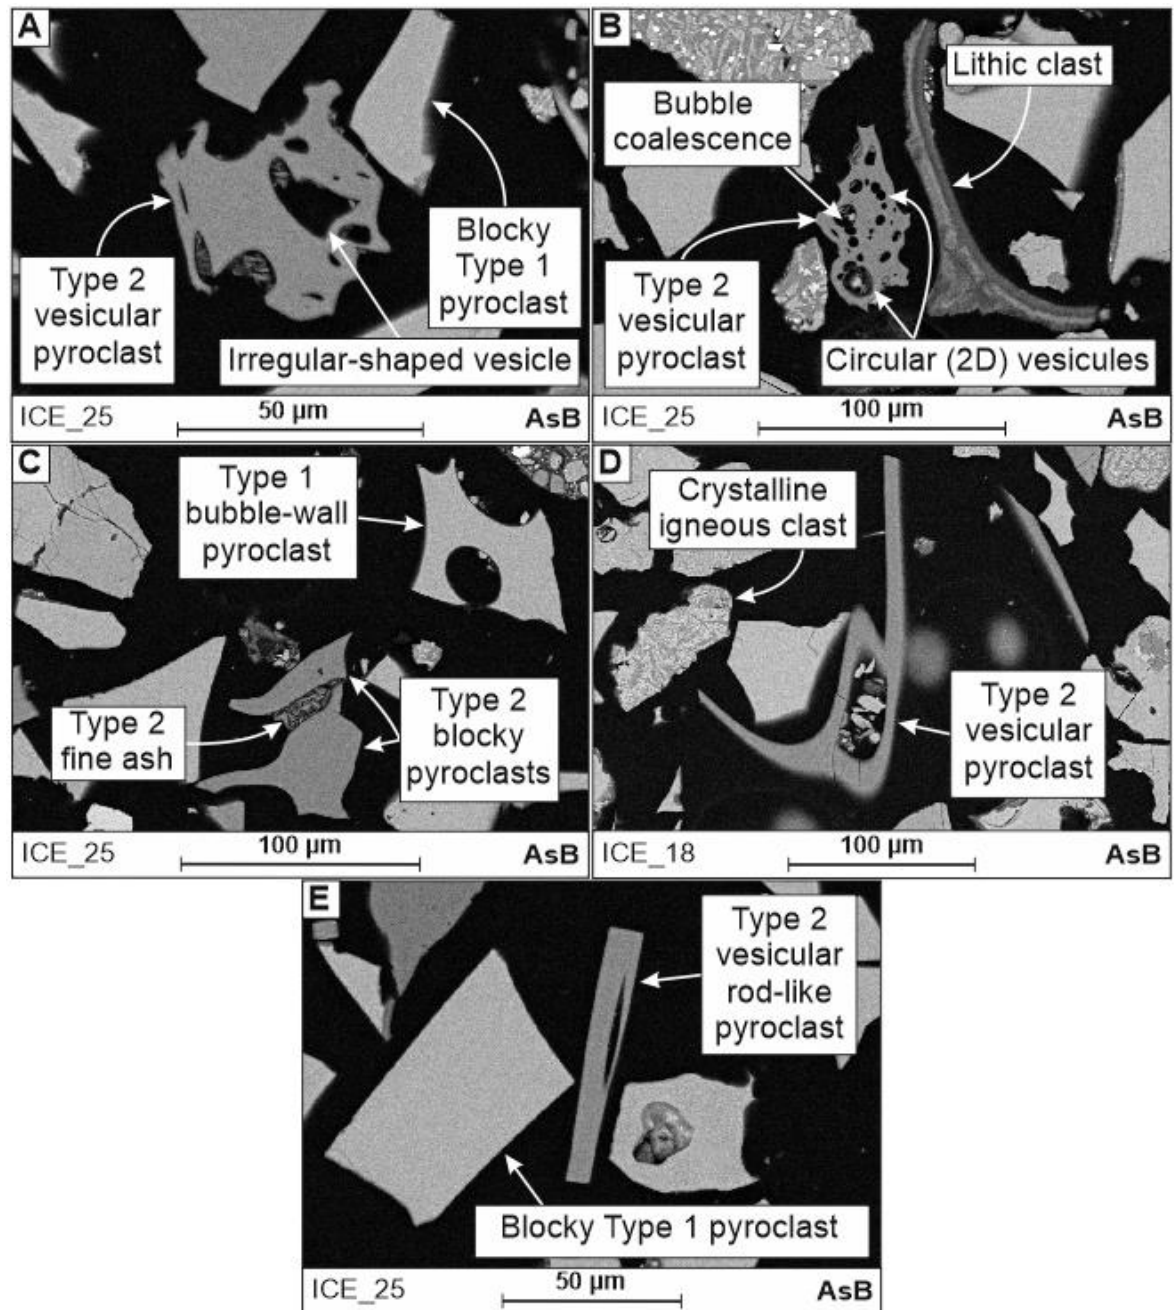 A
Type 2
vesicular
pyroclast
Blocky
Type 1
pyroclast
Irregular-shaped vesicle
ICE_25
50 µm
AsB
B
Lithic clast
Bubble
coalescence
Type 2
vesicular
pyroclast
Circular (2D) vesicules
ICE_25
100 µm
AsB
C
Type 1
bubble-wall
pyroclast
Type 2
fine ash
Type 2
blocky
pyroclasts
ICE_25
100 µm
AsB
D
Crystalline
igneous clast
Type 2
vesicular
pyroclast
ICE_18
100 µm
AsB
E
Type 2
vesicular
rod-like
pyroclast
Blocky Type 1 pyroclast
ICE_25
50 µm
AsB